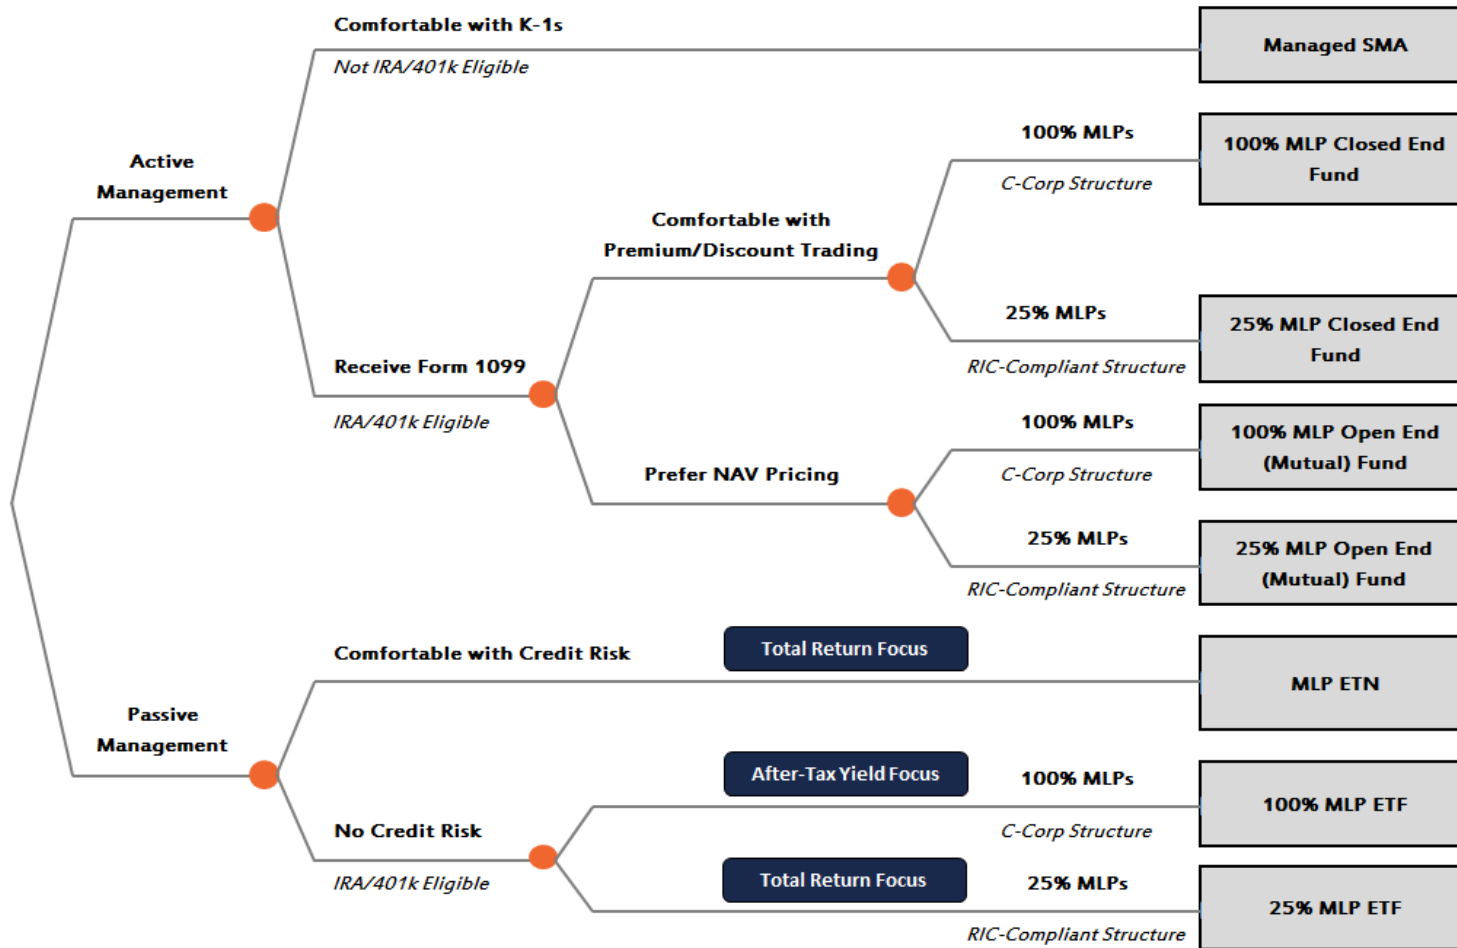 Comfortable with K-1s
Not IRA/401k Eligible
Managed SMA
Active
Management
100% MLPs
C-Corp Structure
100% MLP Closed End
Fund
Comfortable with
Premium/Discount Trading
25% MLPs
RIC-Compliant Structure
25% MLP Closed End
Fund
Receive Form 1099
IRA/401k Eligible
100% MLPs
C-Corp Structure
100% MLP Open End
(Mutual) Fund
Prefer NAV Pricing
25% MLPs
RIC-Compliant Structure
25% MLP Open End
(Mutual) Fund
Comfortable with Credit Risk
Total Return Focus
MLP ETN
Passive
Management
After-Tax Yield Focus
100% MLPs
C-Corp Structure
100% MLP ETF
No Credit Risk
IRA/401k Eligible
Total Return Focus
25% MLPs
RIC-Compliant Structure
25% MLP ETF